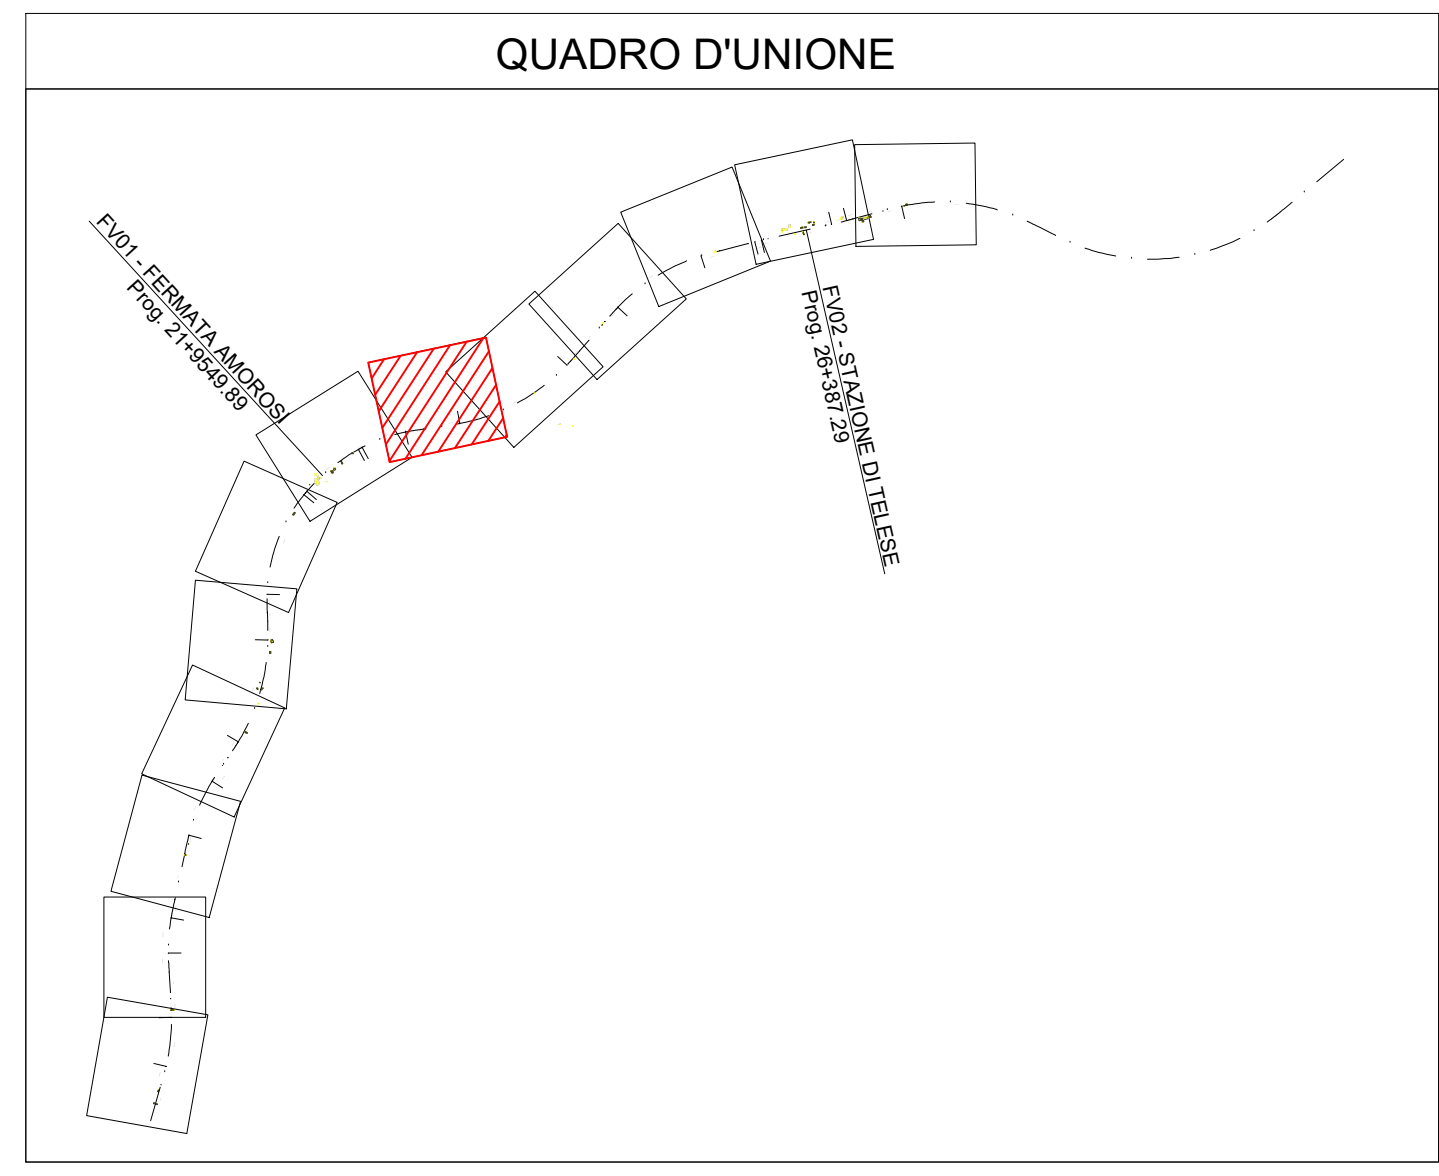 QUADRO D'UNIONE
FV01 - FERMATA AMOROSI
Prog. 21+9549.89
FV02 - STAZIONE DI TELESE
Prog. 26+387.29